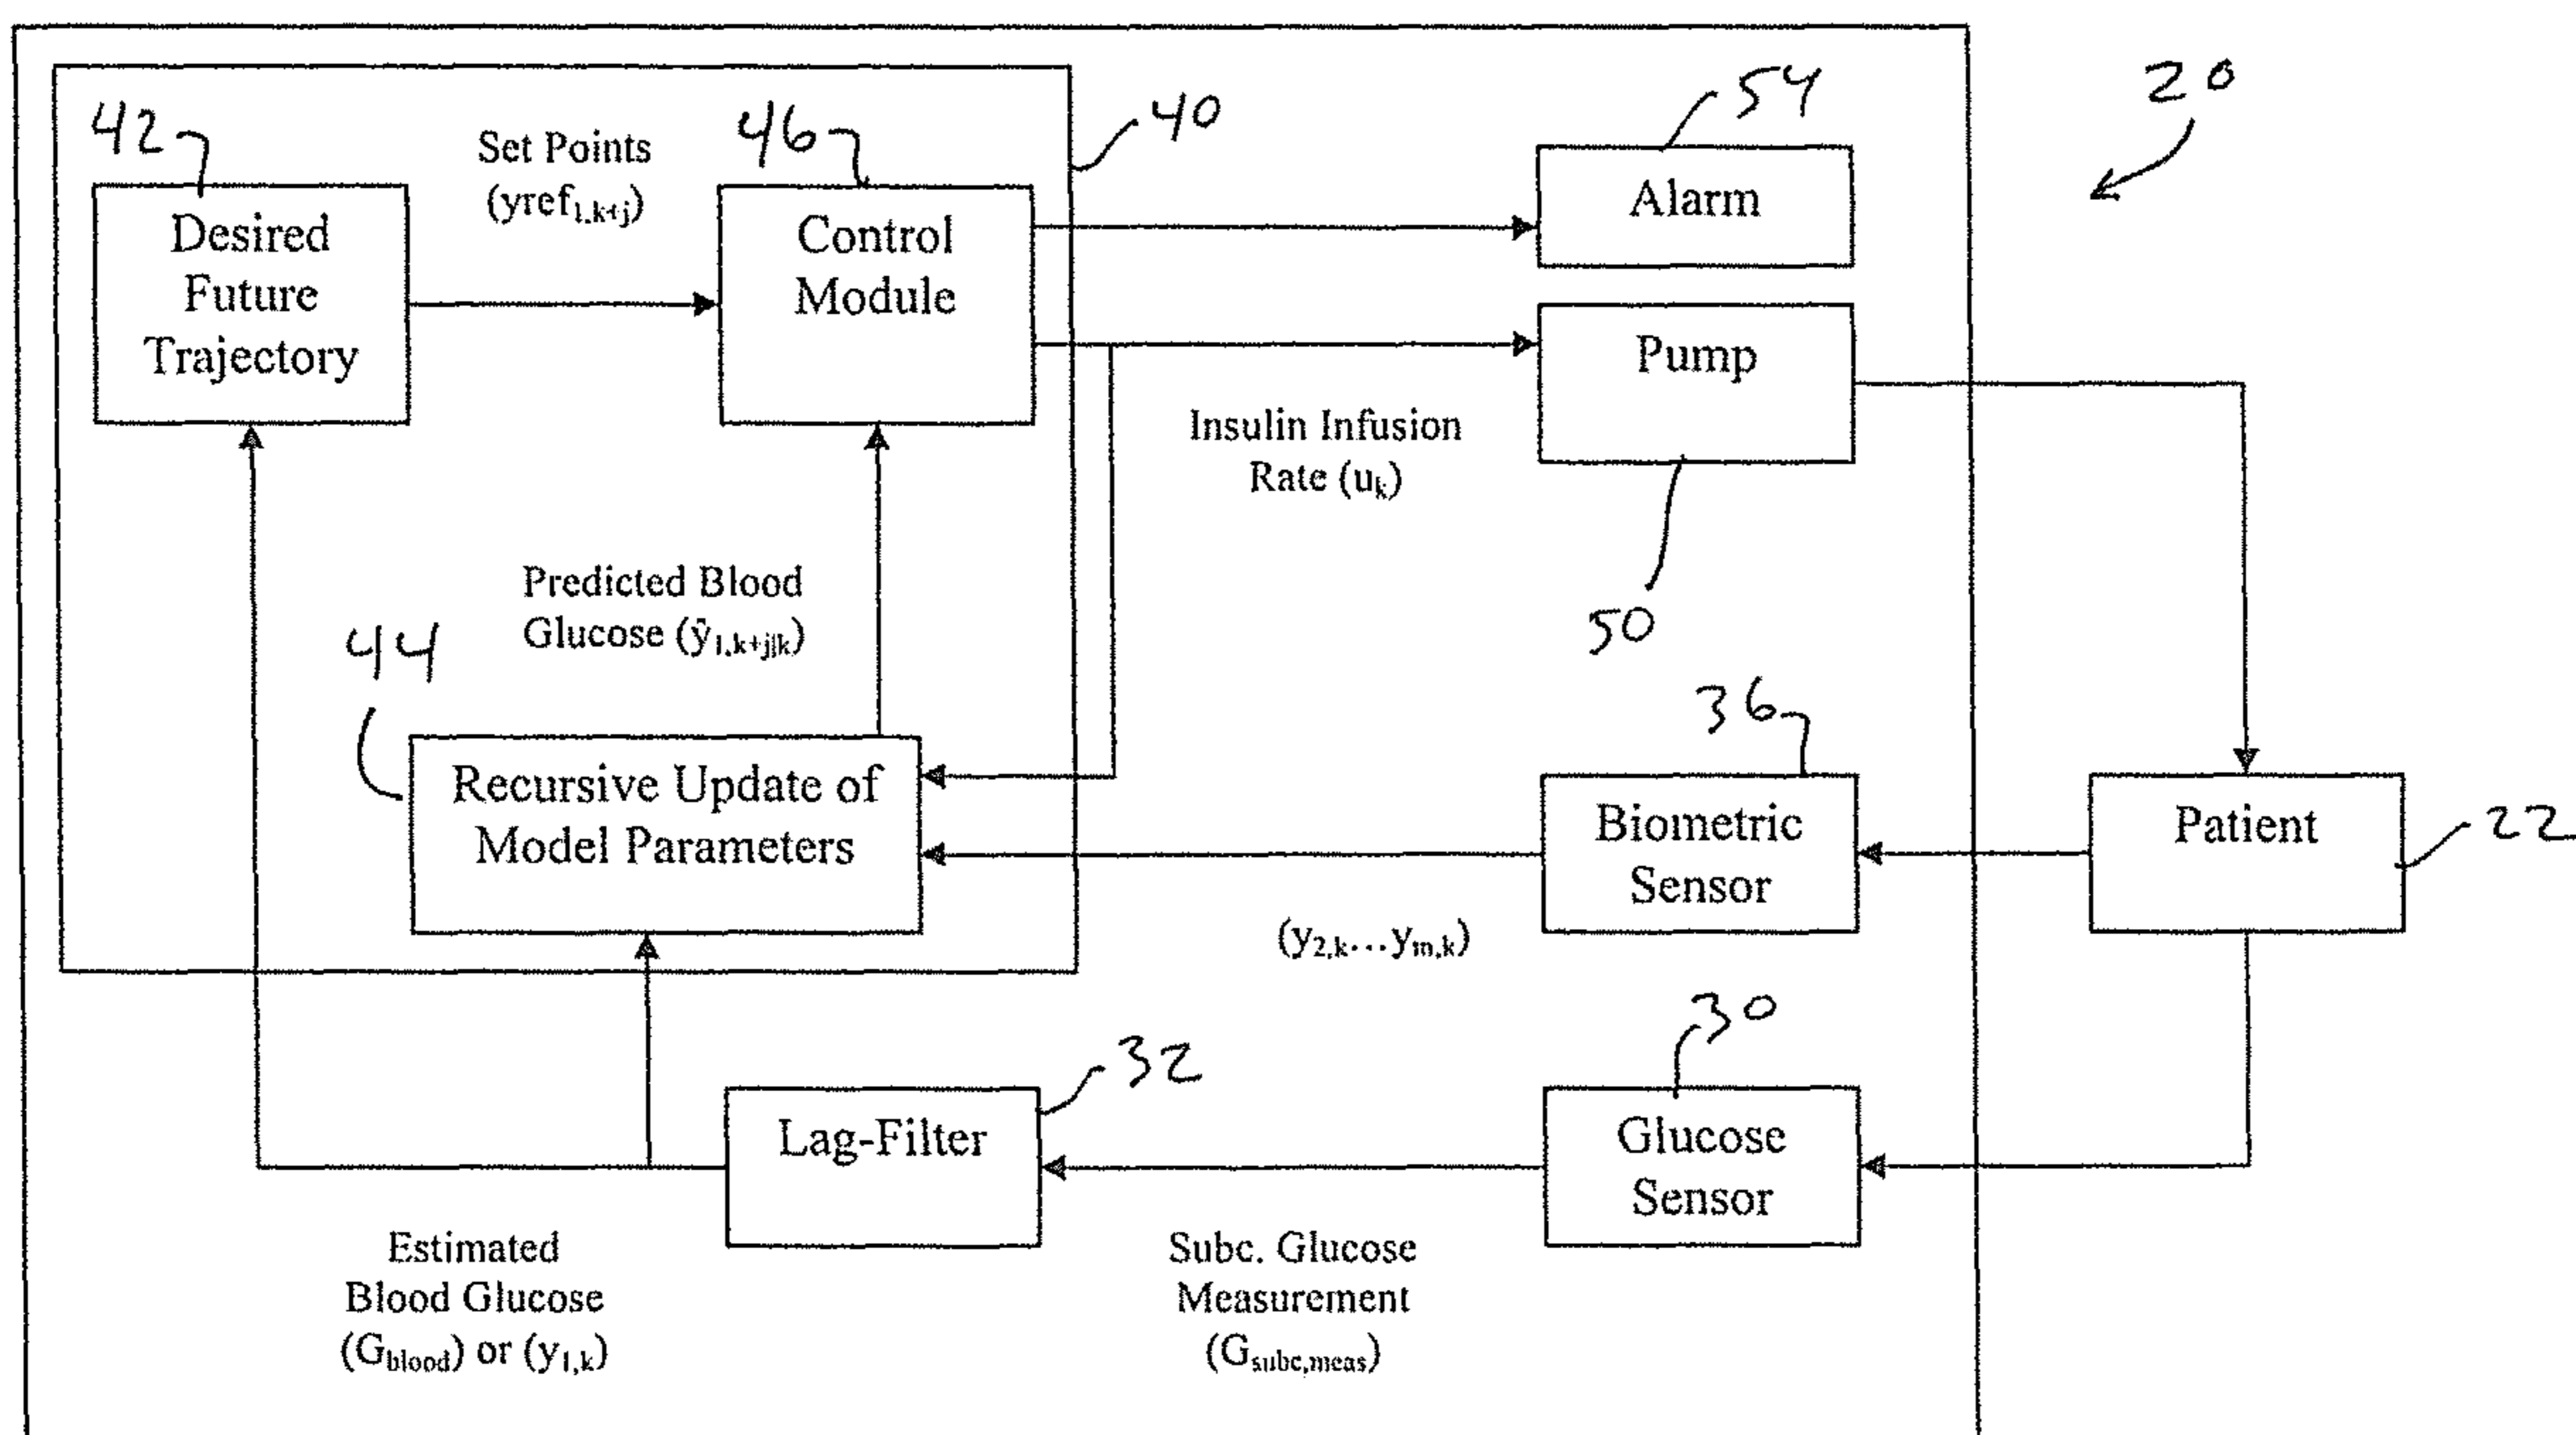 20
54
40
42
46
Set Points
(yref1,k+j)
Desired
Future
Trajectory
Control
Module
Alarm
Pump
Insulin Infusion
Rate (uk)
50
Predicted Blood
Glucose (ŷ1,k+j|k)
44
36
Recursive Update of
Model Parameters
Biometric
Sensor
Patient
22
(y2,k...ym,k)
30
32
Lag-Filter
Glucose
Sensor
Estimated
Blood Glucose
(Gblood) or (y1,k)
Subc. Glucose
Measurement
(Gsubc,meas)